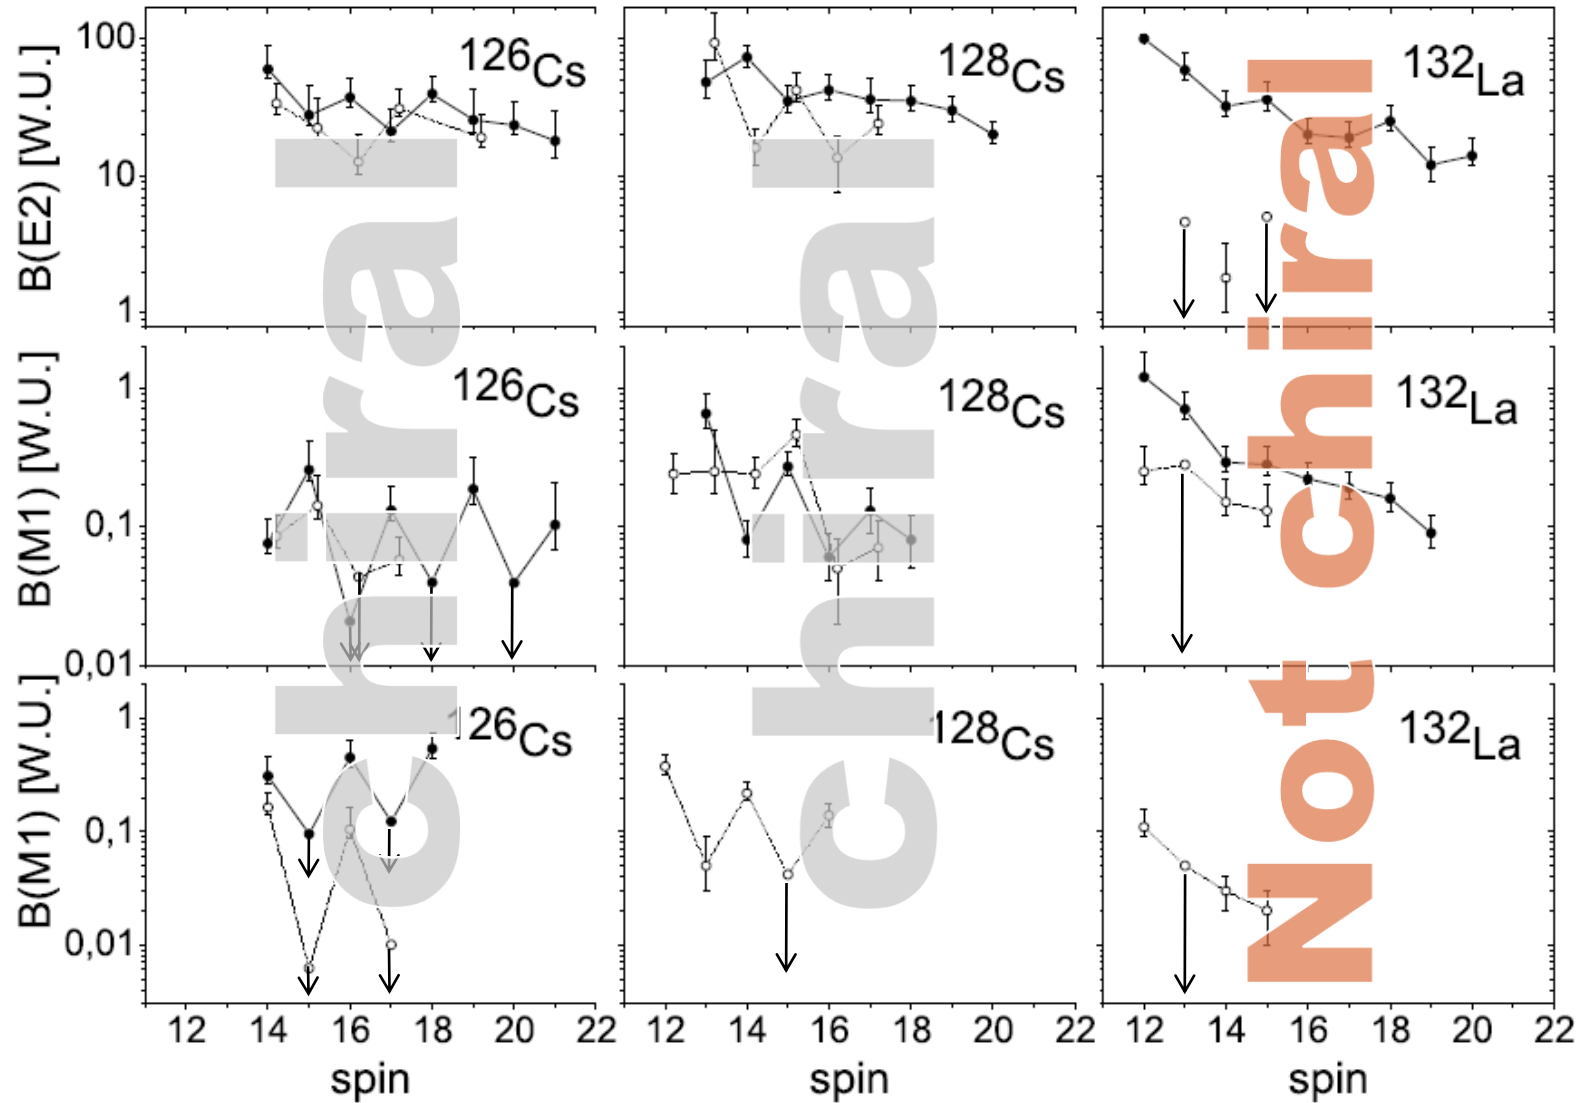 B(E2) [W.U.]
100
10
1
126Cs
128Cs
132La
B(M1) [W.U.]
1
0,1
0,01
126Cs
128Cs
132La
B(M1) [W.U.]
1
0,1
0,01
126Cs
128Cs
132La
chiral
chiral
Not chiral
12 14 16 18 20 22
12 14 16 18 20 22
12 14 16 18 20 22
spin
spin
spin